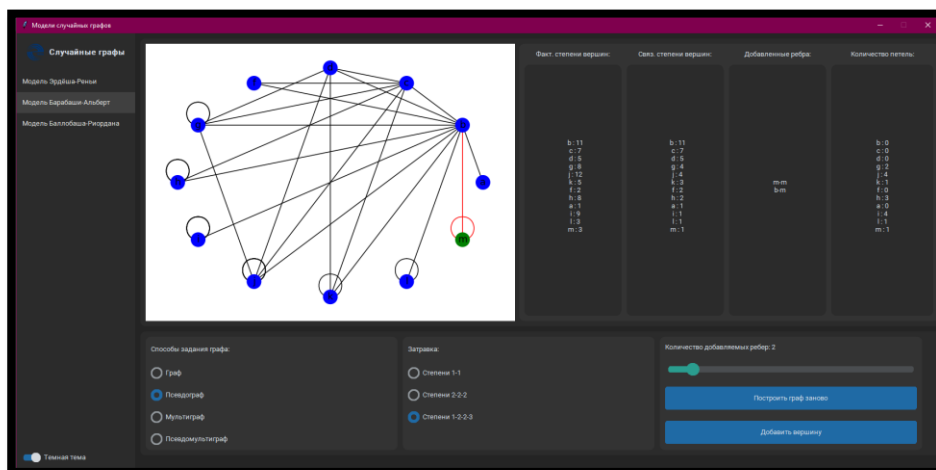 Модели случайных графов
Случайные графы
Модель Эрдёша-Реньи
Модель Барабаши-Альберт
Модель Баллобаша-Риордана
Темная тема
a
m
Факт. степени вершин:
b : 11
c : 7
d : 5
g : 8
j : 12
k : 5
f : 2
h : 8
a : 1
i : 9
l : 3
m : 3
Связ. степени вершин:
b : 11
c : 7
d : 5
g : 4
j : 4
k : 3
f : 2
h : 2
a : 1
i : 1
l : 1
m : 1
Добавленные ребра:
m-m
b-m
Количество петель:
b : 0
c : 0
d : 0
g : 2
j : 4
k : 1
f : 0
h : 3
a : 0
i : 4
l : 1
m : 1
Способы задания графа:
Граф
Псевдограф
Мультиграф
Псевдомультиграф
Затравка:
Степени 1-1
Степени 2-2-2
Степени 1-2-2-3
Количество добавляемых ребер: 2
Построить граф заново
Добавить вершину